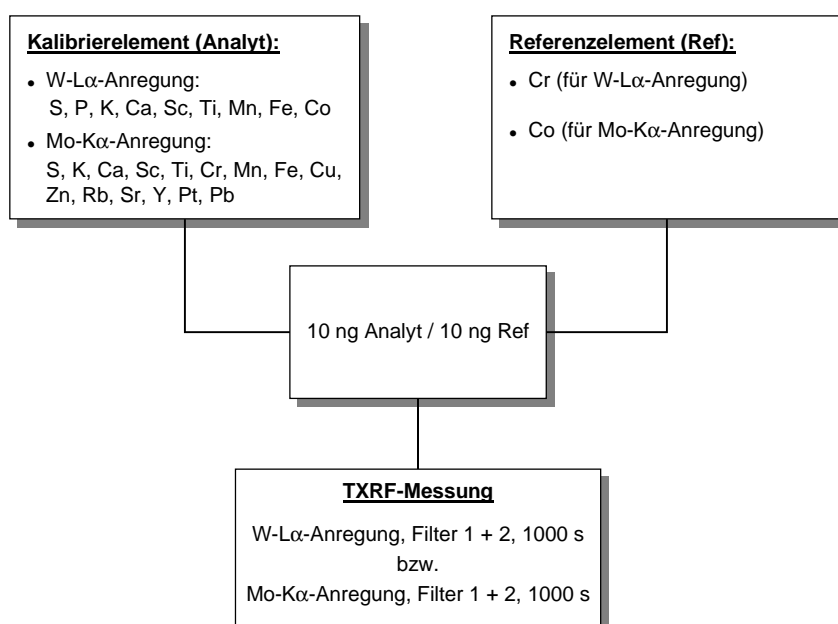 Kalibrierelement (Analyt):
• W-Lα-Anregung:
S, P, K, Ca, Sc, Ti, Mn, Fe, Co
• Mo-Kα-Anregung:
S, K, Ca, Sc, Ti, Cr, Mn, Fe, Cu,
Zn, Rb, Sr, Y, Pt, Pb
Referenzelement (Ref):
• Cr (für W-Lα-Anregung)
• Co (für Mo-Kα-Anregung)
10 ng Analyt / 10 ng Ref
TXRF-Messung
W-Lα-Anregung, Filter 1 + 2, 1000 s
bzw.
Mo-Kα-Anregung, Filter 1 + 2, 1000 s